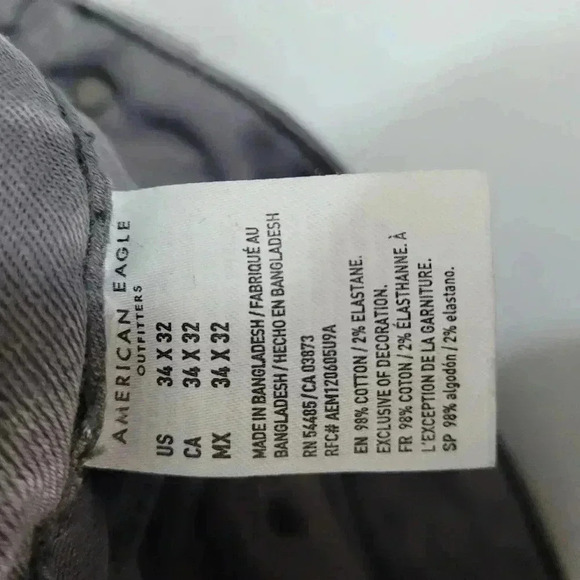 AMERICAN EAGLE
OUTFITTERS
US 34 X 32
CA 34 X 32
MX 34 X 32
MADE IN BANGLADESH / FABRIQUÉ AU
BANGLADESH / HECHO EN BANGLADESH
RN 54485 / CA 03873
RFC# AEM120605U9A
EN 98% COTTON / 2% ELASTANE.
EXCLUSIVE OF DECORATION.
FR 98% COTON / 2% ÉLASTHANNE. À
L'EXCEPTION DE LA GARNITURE.
SP 98% algodón / 2% elastano.